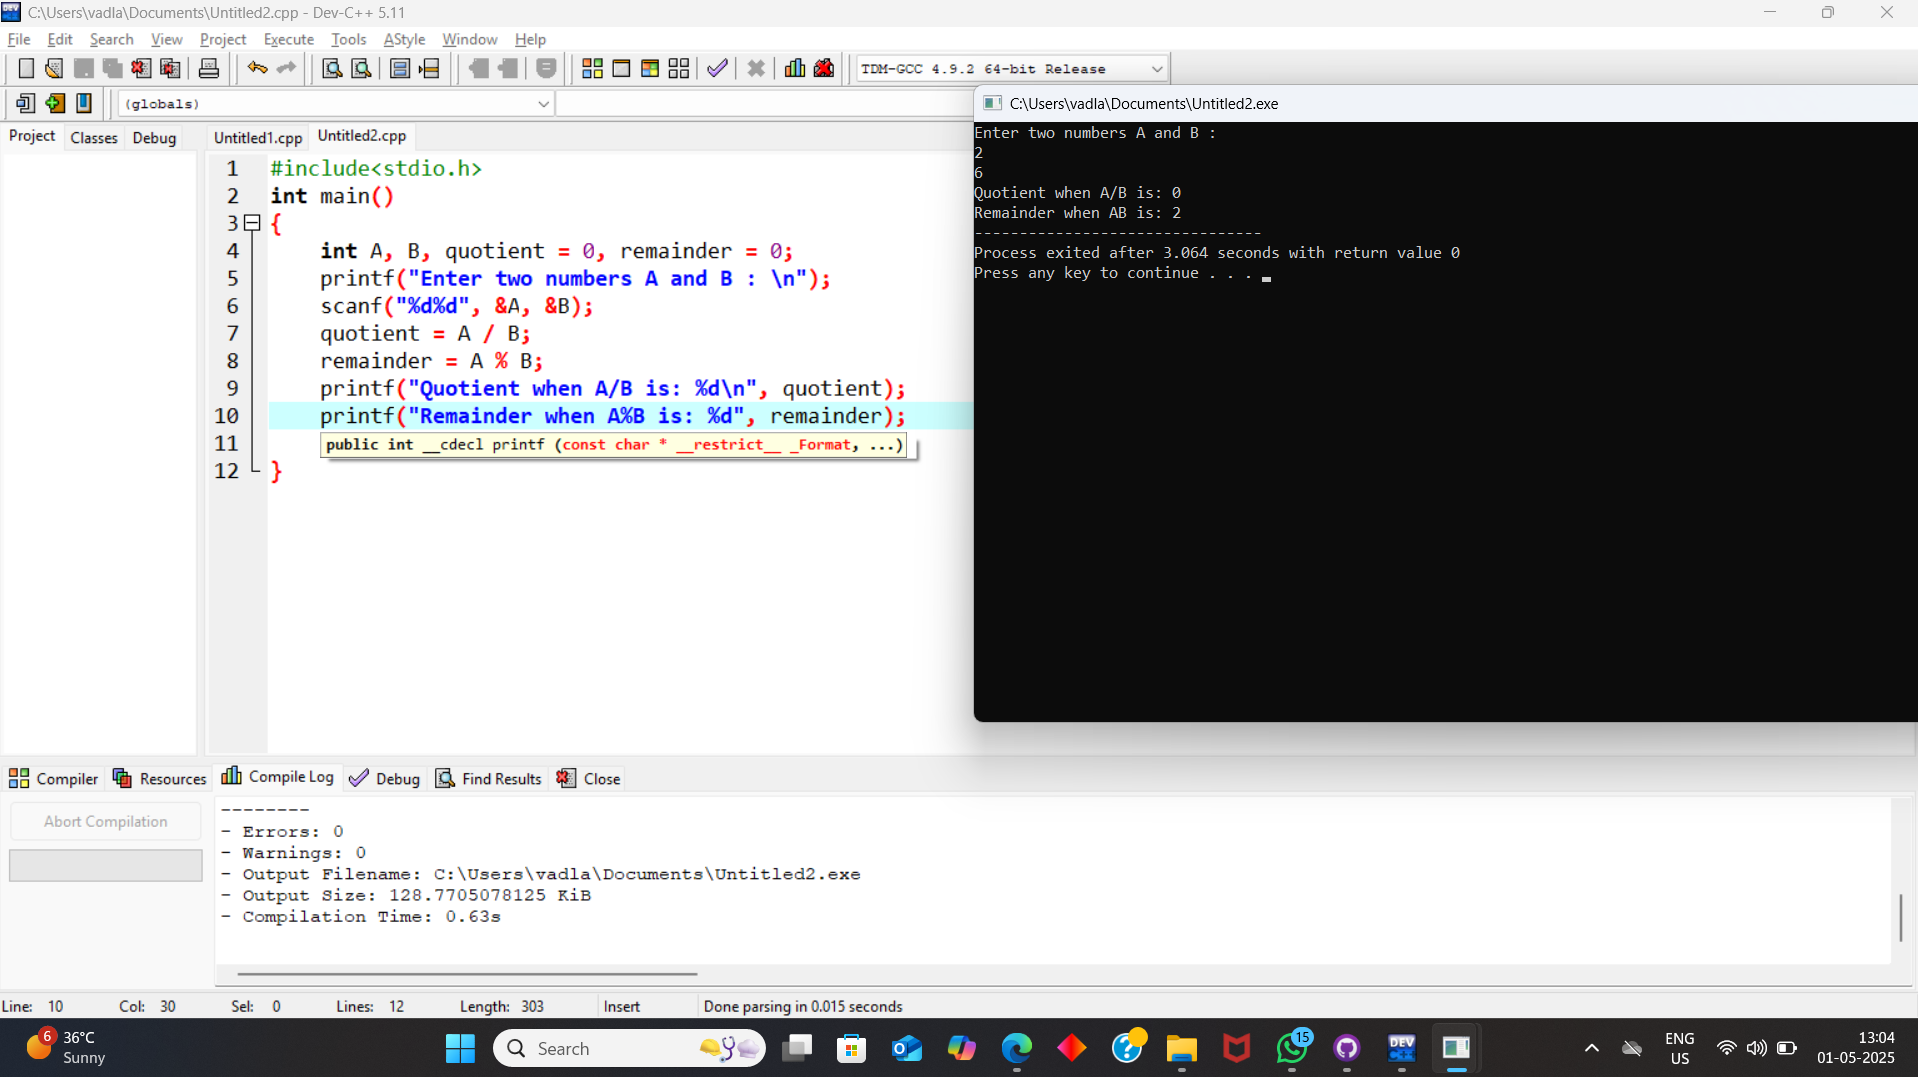 C:\Users\vadla\Documents\Untitled2.cpp - Dev-C++ 5.11
File Edit Search View Project Execute Tools AStyle Window Help
TDM-GCC 4.9.2 64-bit Release
(globals)
Project Classes Debug
Untitled1.cpp Untitled2.cpp
1 #include<stdio.h>
2 int main()
3 {
4 int A, B, quotient = 0, remainder = 0;
5 printf("Enter two numbers A and B : \n");
6 scanf("%d%d", &A, &B);
7 quotient = A / B;
8 remainder = A % B;
9 printf("Quotient when A/B is: %d\n", quotient);
10 printf("Remainder when A%B is: %d", remainder);
11 public int __cdecl printf (const char * __restrict__ _Format, ...)
12 }
C:\Users\vadla\Documents\Untitled2.exe
Enter two numbers A and B :
2
6
Quotient when A/B is: 0
Remainder when AB is: 2
--------------------------------
Process exited after 3.064 seconds with return value 0
Press any key to continue . . .
Compiler Resources Compile Log Debug Find Results Close
Abort Compilation
--------
- Errors: 0
- Warnings: 0
- Output Filename: C:\Users\vadla\Documents\Untitled2.exe
- Output Size: 128.7705078125 KiB
- Compilation Time: 0.63s
Line: 10 Col: 30 Sel: 0 Lines: 12 Length: 303 Insert Done parsing in 0.015 seconds
6
36°C
Sunny
Search
15
DEV
ENG
US
13:04
01-05-2025